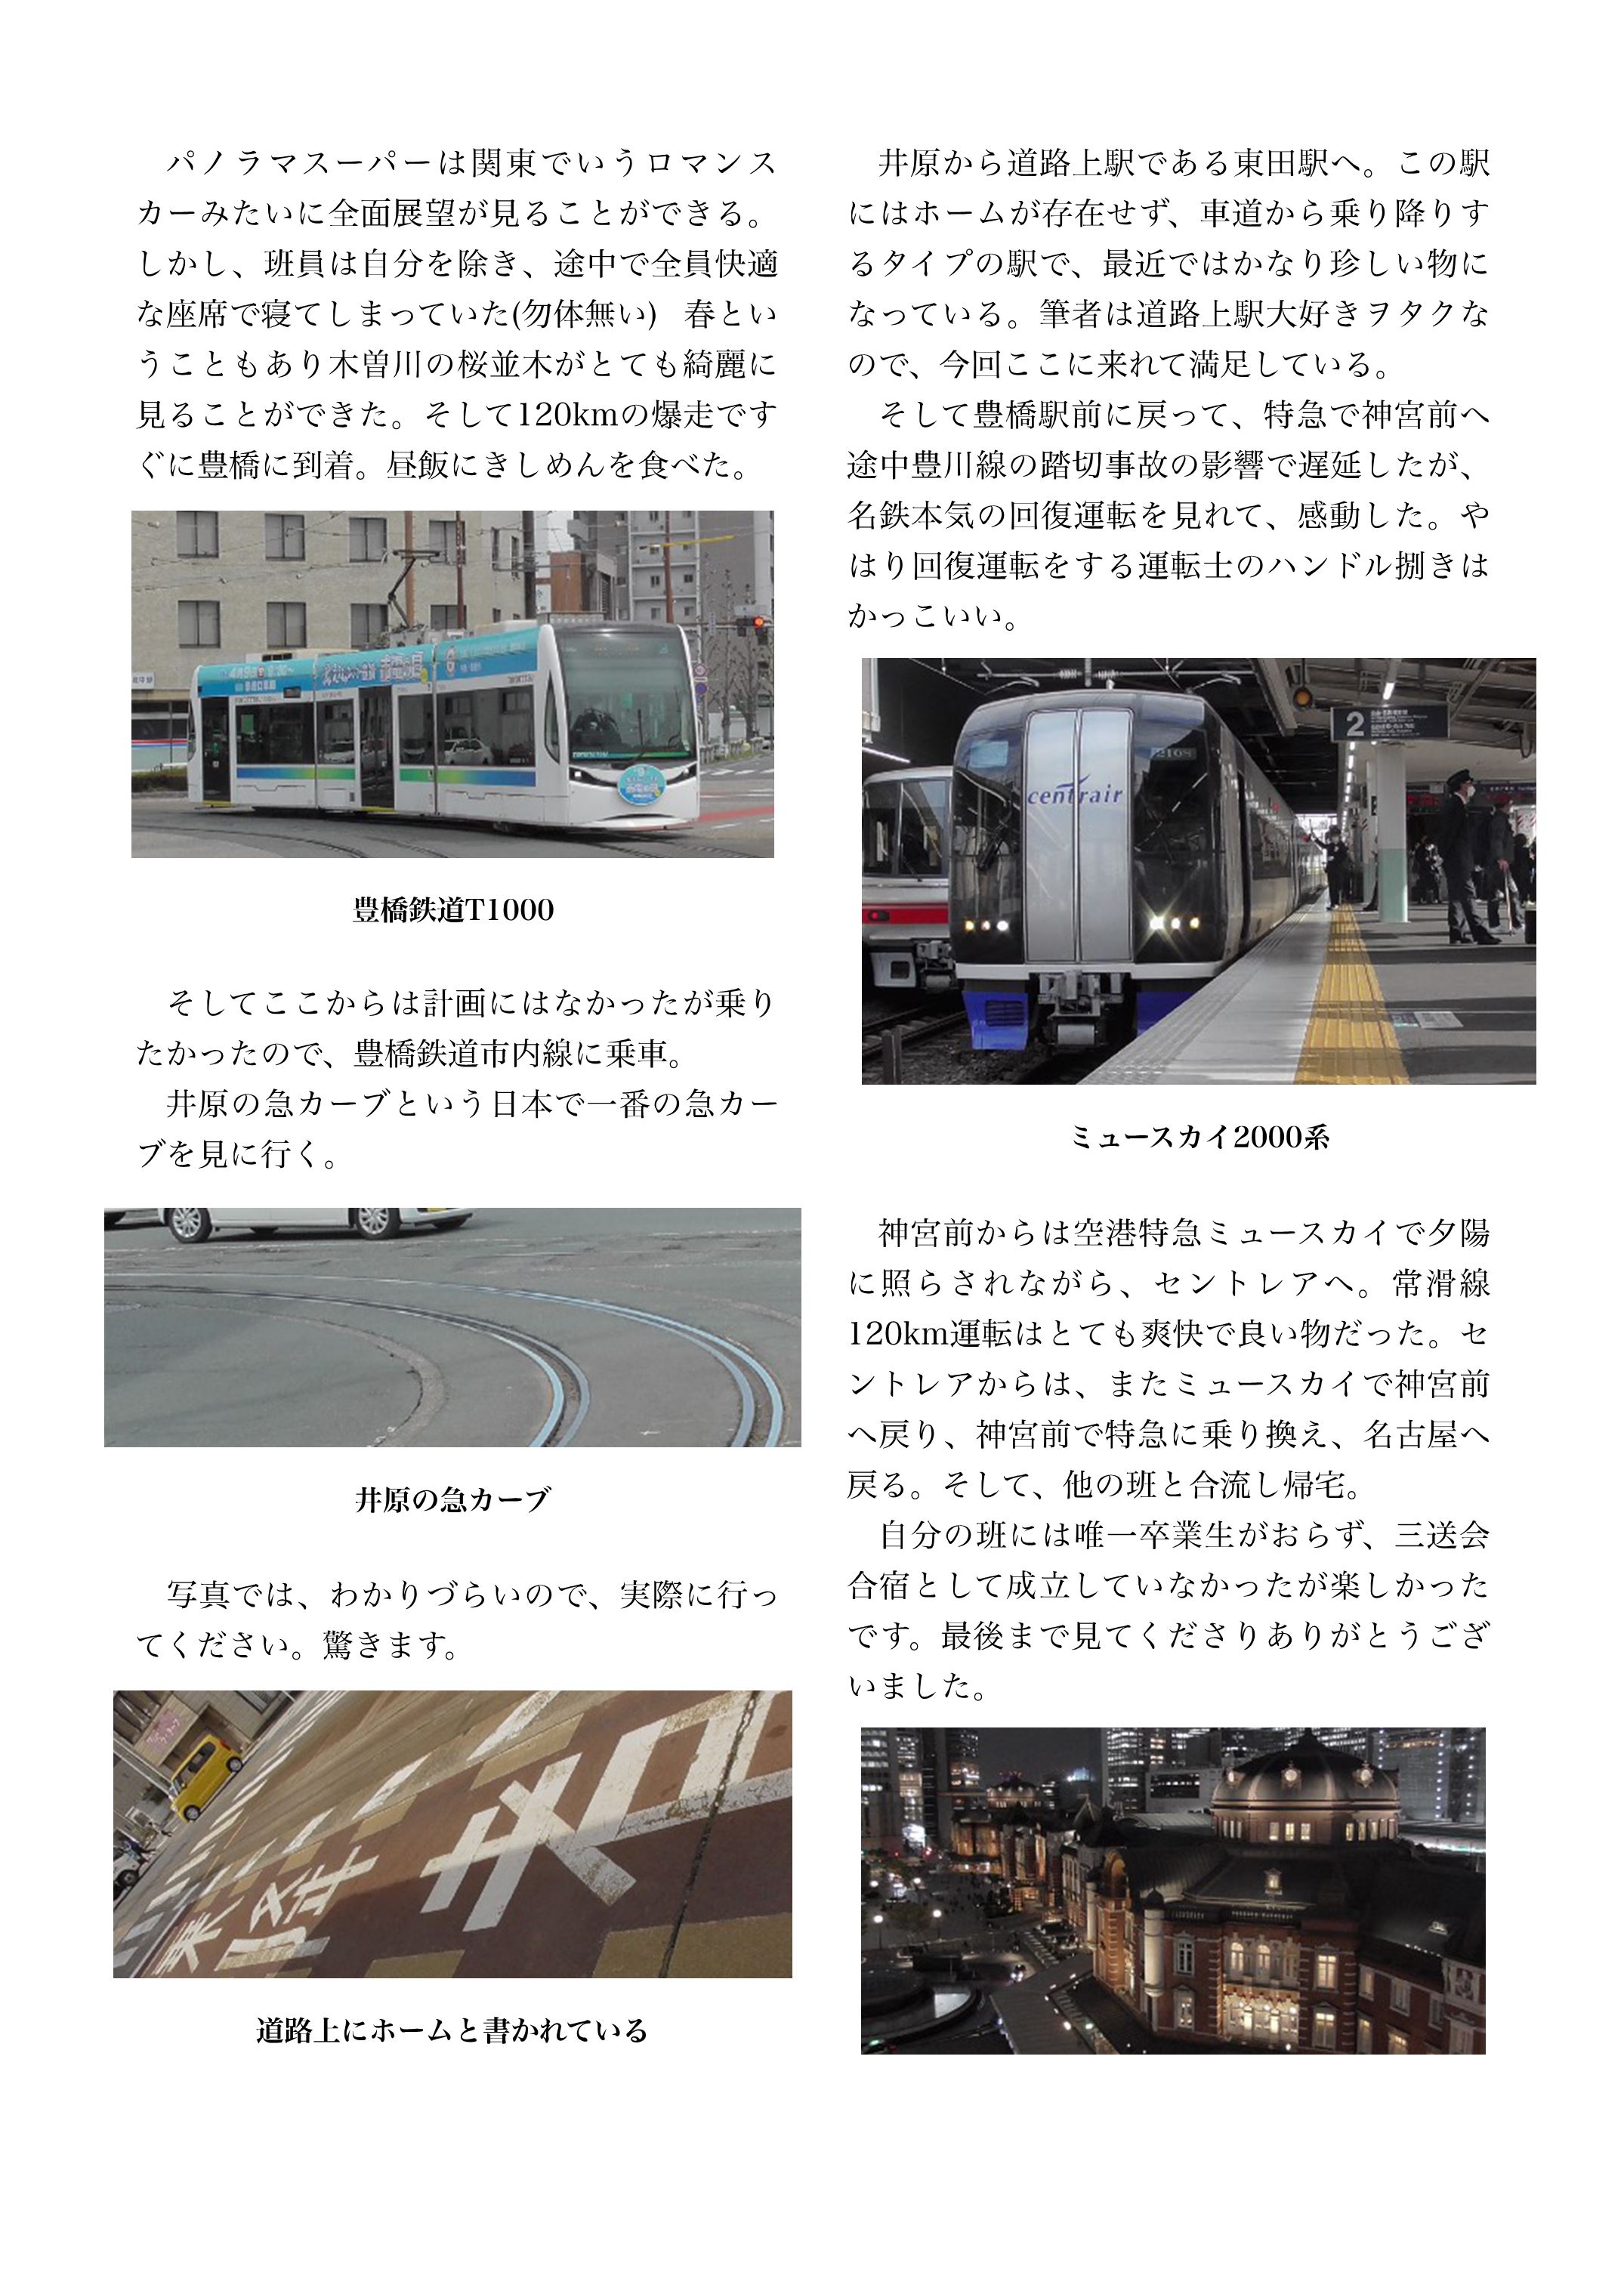 パノラマスーパーは関東でいうロマンス
カーみたいに全面展望が見ることができる。
しかし、班員は自分を除き、途中で全員快適
な座席で寝てしまっていた(勿体無い)　春とい
うこともあり木曽川の桜並木がとても綺麗に
見ることができた。そして120kmの爆走です
ぐに豊橋に到着。昼飯にきしめんを食べた。
豊橋鉄道T1000
そしてここからは計画にはなかったが乗り
たかったので、豊橋鉄道市内線に乗車。
井原の急カーブという日本で一番の急カー
ブを見に行く。
井原の急カーブ
写真では、わかりづらいので、実際に行っ
てください。驚きます。
道路上にホームと書かれている
井原から道路上駅である東田駅へ。この駅
にはホームが存在せず、車道から乗り降りす
るタイプの駅で、最近ではかなり珍しい物に
なっている。筆者は道路上駅大好きヲタクな
ので、今回ここに来れて満足している。
そして豊橋駅前に戻って、特急で神宮前へ
途中豊川線の踏切事故の影響で遅延したが、
名鉄本気の回復運転を見れて、感動した。や
はり回復運転をする運転士のハンドル捌きは
かっこいい。
2
centrair
ミュースカイ2000系
神宮前からは空港特急ミュースカイで夕陽
に照らされながら、セントレアへ。常滑線
120km運転はとても爽快で良い物だった。セ
ントレアからは、またミュースカイで神宮前
へ戻り、神宮前で特急に乗り換え、名古屋へ
戻る。そして、他の班と合流し帰宅。
自分の班には唯一卒業生がおらず、三送会
合宿として成立していなかったが楽しかった
です。最後まで見てくださりありがとうござ
いました。